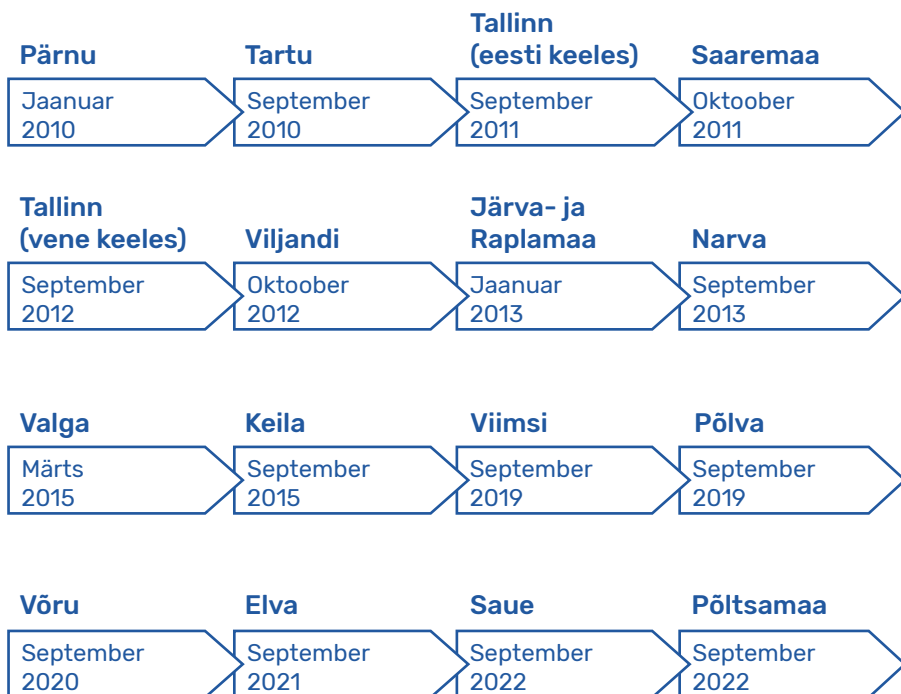 Pärnu
Jaanuar
2010
Tartu
September
2010
Tallinn
(eesti keeles)
September
2011
Saaremaa
Oktoober
2011
Tallinn
(vene keeles)
September
2012
Viljandi
Oktoober
2012
Järva- ja
Raplamaa
Jaanuar
2013
Narva
September
2013
Valga
Märts
2015
Keila
September
2015
Viimsi
September
2019
Põlva
September
2019
Võru
September
2020
Elva
September
2021
Saue
September
2022
Põltsamaa
September
2022